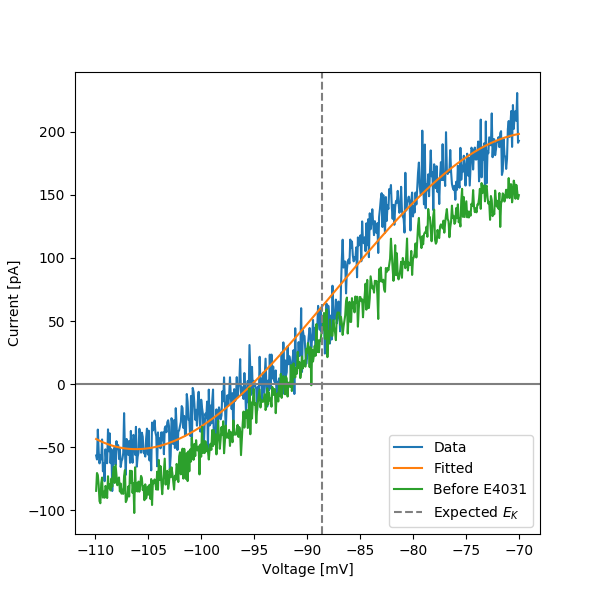 200
150
100
50
0
−50
−100
Current [pA]
Data
Fitted
Before E4031
Expected E_K
−110 −105 −100 −95 −90 −85 −80 −75 −70
Voltage [mV]